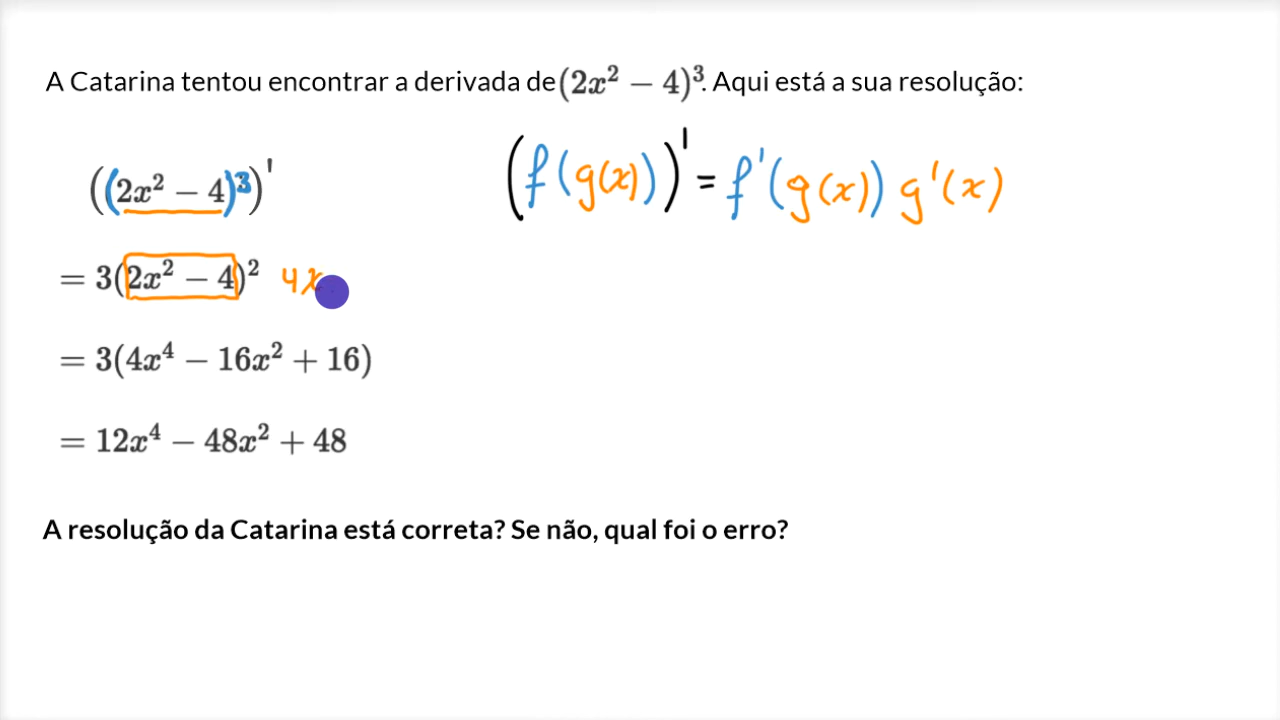 A Catarina tentou encontrar a derivada de (2x² − 4)³. Aqui está a sua resolução:
((2x² − 4)³)'
(f(g(x)))' = f'(g(x)) g'(x)
= 3(2x² − 4)² 4x
= 3(4x⁴ − 16x² + 16)
= 12x⁴ − 48x² + 48
A resolução da Catarina está correta? Se não, qual foi o erro?